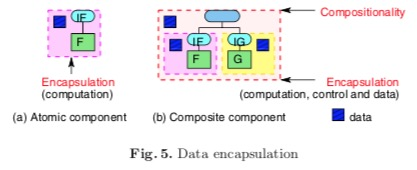 IF
F
Encapsulation
(computation)
(a) Atomic component
Compositionality
IF
IG
F
G
Encapsulation
(computation, control and data)
(b) Composite component
data
Fig. 5. Data encapsulation